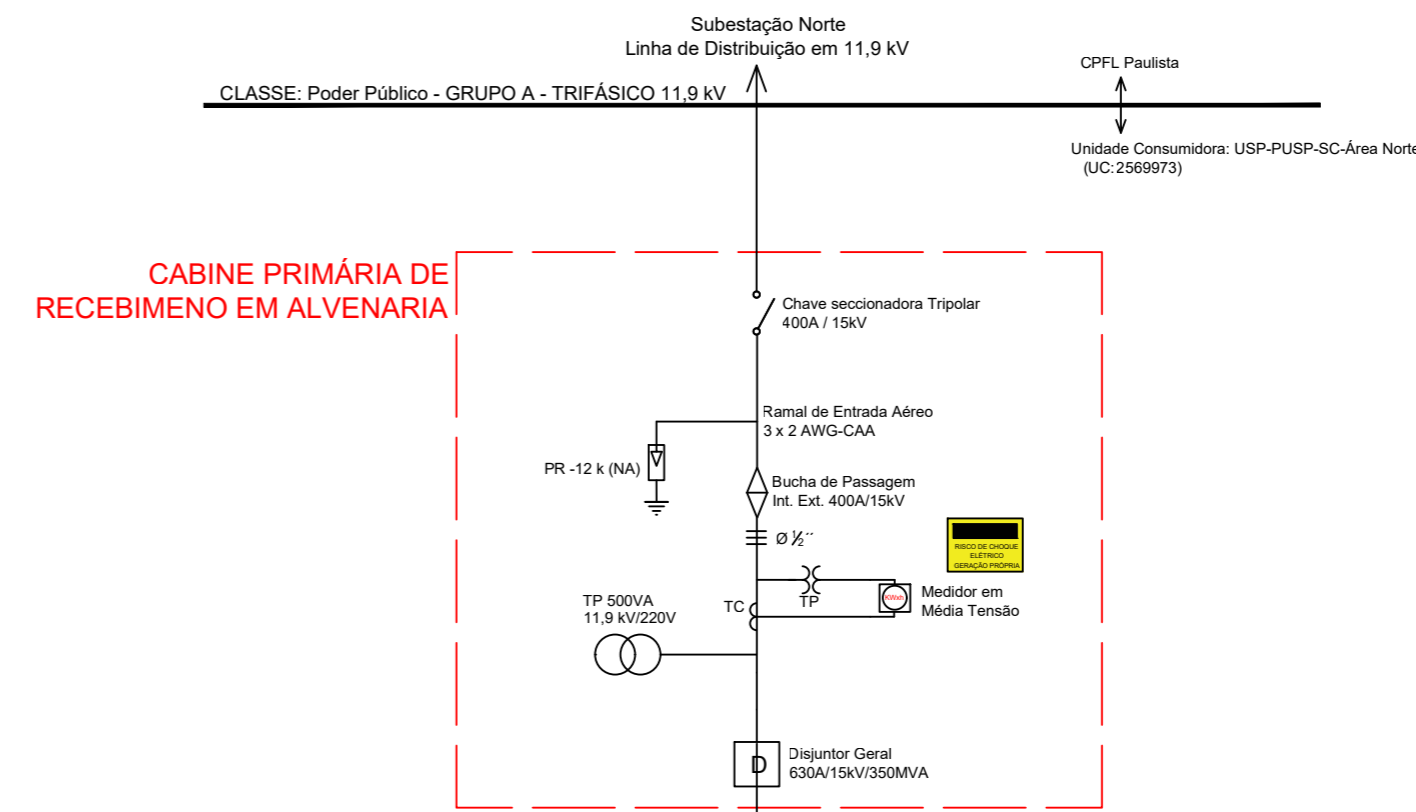 Subestação Norte
Linha de Distribuição em 11,9 kV
CPFL Paulista
CLASSE: Poder Público - GRUPO A - TRIFÁSICO 11,9 kV
Unidade Consumidora: USP-PUSP-SC-Área Norte
(UC:2569973)
CABINE PRIMÁRIA DE
RECEBIMENO EM ALVENARIA
Chave seccionadora Tripolar
400A / 15kV
Ramal de Entrada Aéreo
3 x 2 AWG-CAA
PR -12 k (NA)
Bucha de Passagem
Int. Ext. 400A/15kV
Ø ½´´
RISCO DE CHOQUE
ELÉTRICO
GERAÇÃO PRÓPRIA
TP 500VA
11,9 kV/220V
TC
TP
KWxh
Medidor em
Média Tensão
D
Disjuntor Geral
630A/15kV/350MVA